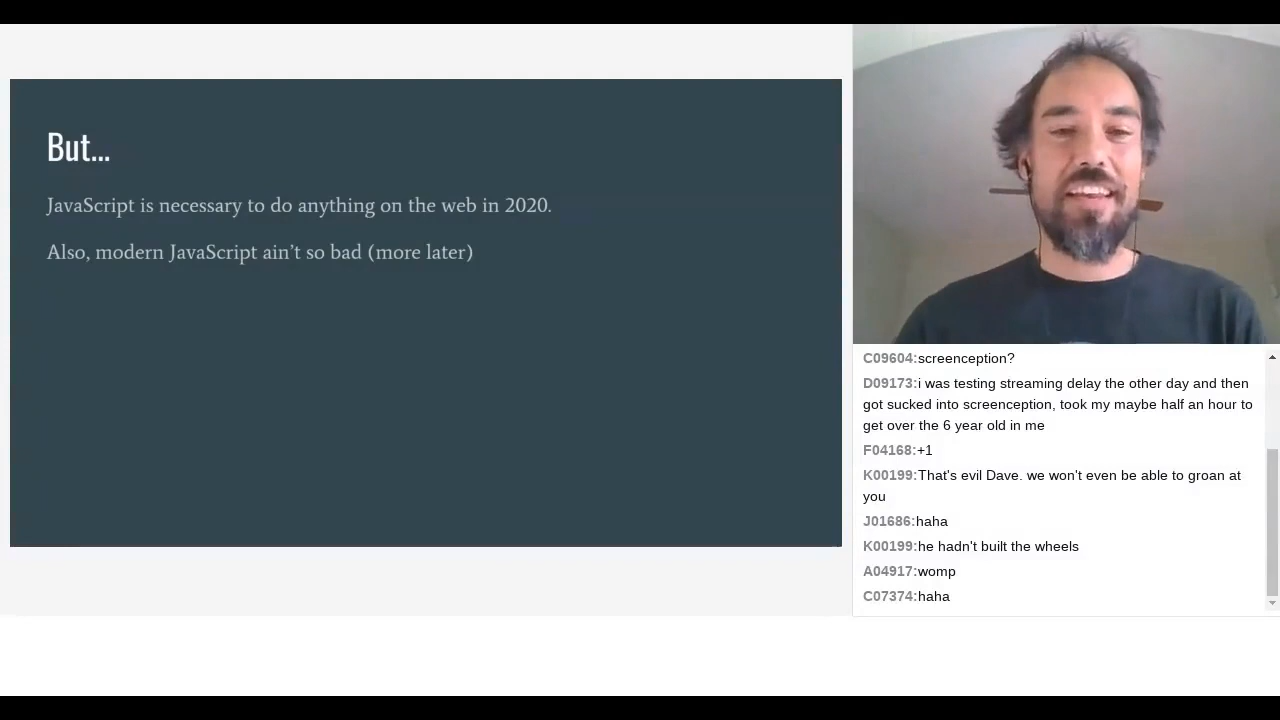 But...
JavaScript is necessary to do anything on the web in 2020.
Also, modern JavaScript ain't so bad (more later)
C09604:screenception?
D09173:i was testing streaming delay the other day and then
got sucked into screenception, took my maybe half an hour to
get over the 6 year old in me
F04168:+1
K00199:That's evil Dave. we won't even be able to groan at
you
J01686:haha
K00199:he hadn't built the wheels
A04917:womp
C07374:haha